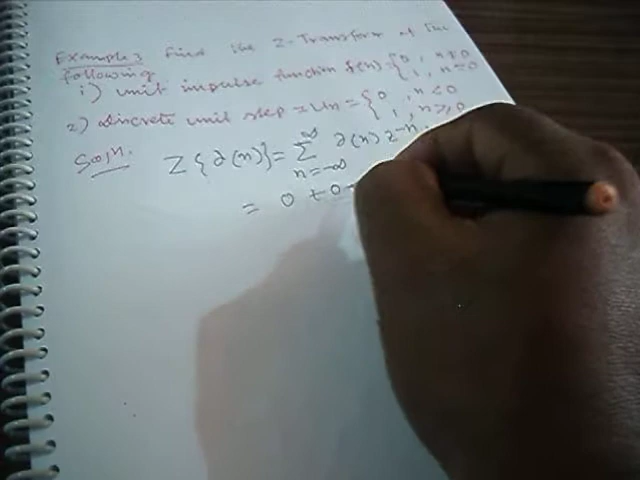 Example: Find the Z-Transform of the
following
1) unit impulse function δ(n) = {0, n≠0
1, n=0
2) discrete unit step = un = {0, n<0
1, n≥0
Soln.
Z{∂(n)} = ∑ n=-∞ ∞ ∂(n) z^-n
= 0 + 0